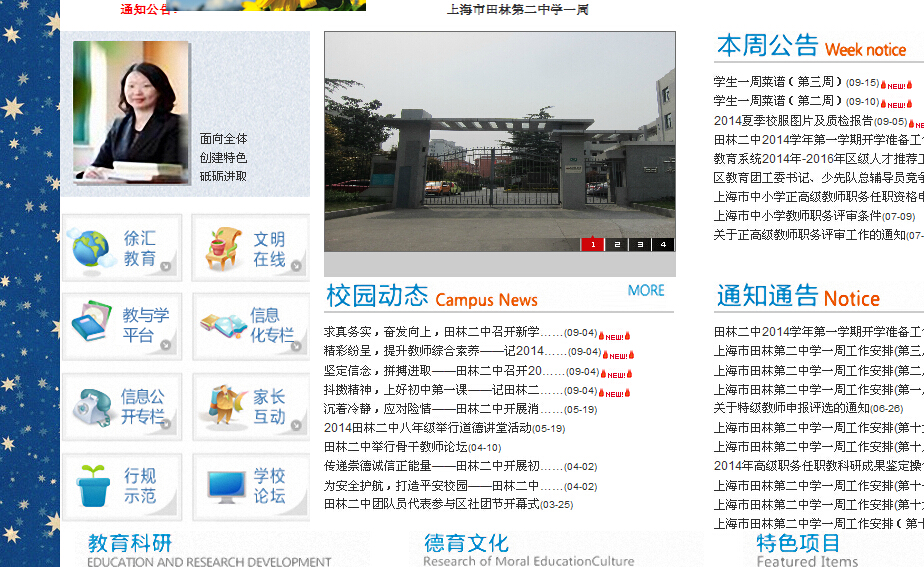 通知公告：
上海市田林第二中学一周
面向全体
创建特色
砥砺进取
徐汇
教育
文明
在线
教与学
平台
信息
化专栏
信息公
开专栏
家长
互动
行规
示范
学校
论坛
1 2 3 4
校园动态 Campus News MORE
求真务实，奋发向上，田林二中召开新学……(09-04) NEW!
精彩纷呈，提升教师综合素养——记2014……(09-04) NEW!
坚定信念，拼搏进取——田林二中召开20……(09-04) NEW!
抖擞精神，上好初中第一课——记田林二……(09-04) NEW!
沉着冷静，应对险情——田林二中开展消……(05-19)
2014田林二中八年级举行道德讲堂活动(05-19)
田林二中举行骨干教师论坛(04-10)
传递崇德诚信正能量——田林二中开展初……(04-02)
为安全护航，打造平安校园——田林二中……(04-02)
田林二中团队员代表参与区社团节开幕式(03-25)
本周公告 Week notice
学生一周菜谱（第三周）(09-15) NEW!
学生一周菜谱（第二周）(09-10) NEW!
2014夏季校服图片及质检报告(09-05) NE
田林二中2014学年第一学期开学准备工
教育系统2014年-2016年区级人才推荐工
区教育团工委书记、少先队总辅导员竞争
上海市中小学正高级教师职务任职资格申
上海市中小学教师职务评审条件(07-09)
关于正高级教师职务评审工作的通知(07-
通知通告 Notice
田林二中2014学年第一学期开学准备工
上海市田林第二中学一周工作安排(第三
上海市田林第二中学一周工作安排(第二
上海市田林第二中学一周工作安排(第一
关于特级教师申报评选的通知(06-26)
上海市田林第二中学一周工作安排(第十
上海市田林第二中学一周工作安排(第十
2014年高级职务任职教科研成果鉴定操
上海市田林第二中学一周工作安排(第十
上海市田林第二中学一周工作安排(第十
上海市田林第二中学一周工作安排（第十
教育科研
EDUCATION AND RESEARCH DEVELOPMENT
德育文化
Research of Moral EducationCulture
特色项目
Featured Items